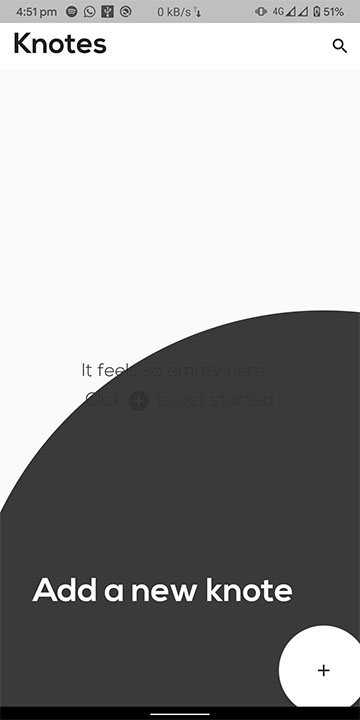 4:51 pm 0 kB/s 4G 51%
Knotes
It feels so empty here...
Click + to get started
Add a new knote
+